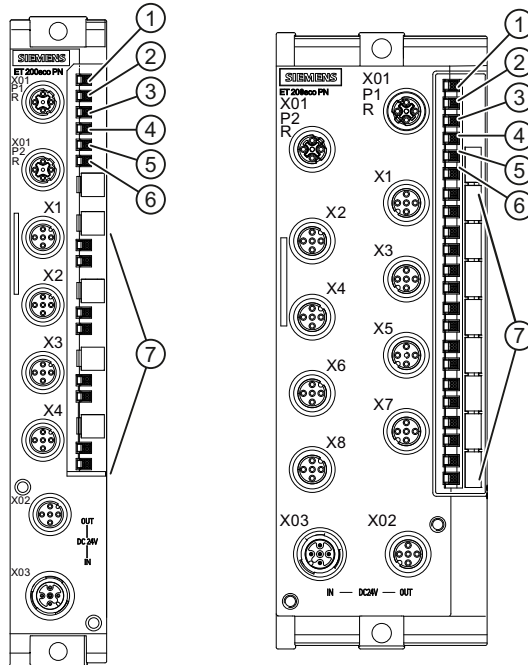 SIEMENS
ET 200eco PN
X01
P1
R
X01
P2
R
X1
X2
X3
X4
X02
OUT
DC 24V
IN
X03
1
2
3
4
5
6
7
SIEMENS
ET 200eco PN
X01
P1
R
X01
P2
R
X1
X2
X3
X4
X5
X6
X7
X8
X03
X02
IN — DC24V — OUT
1
2
3
4
5
6
7